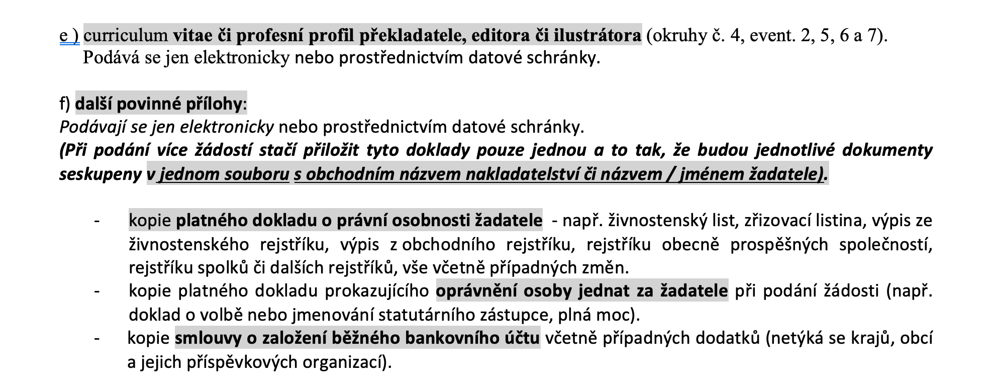 e ) curriculum vitae či profesní profil překladatele, editora či ilustrátora (okruhy č. 4, event. 2, 5, 6 a 7).
Podává se jen elektronicky nebo prostřednictvím datové schránky.
f) další povinné přílohy:
Podávají se jen elektronicky nebo prostřednictvím datové schránky.
(Při podání více žádostí stačí přiložit tyto doklady pouze jednou a to tak, že budou jednotlivé dokumenty
seskupeny v jednom souboru s obchodním názvem nakladatelství či názvem / jménem žadatele).
- kopie platného dokladu o právní osobnosti žadatele - např. živnostenský list, zřizovací listina, výpis ze
živnostenského rejstříku, výpis z obchodního rejstříku, rejstříku obecně prospěšných společností,
rejstříku spolků či dalších rejstříků, vše včetně případných změn.
- kopie platného dokladu prokazujícího oprávnění osoby jednat za žadatele při podání žádosti (např.
doklad o volbě nebo jmenování statutárního zástupce, plná moc).
- kopie smlouvy o založení běžného bankovního účtu včetně případných dodatků (netýká se krajů, obcí
a jejich příspěvkových organizací).